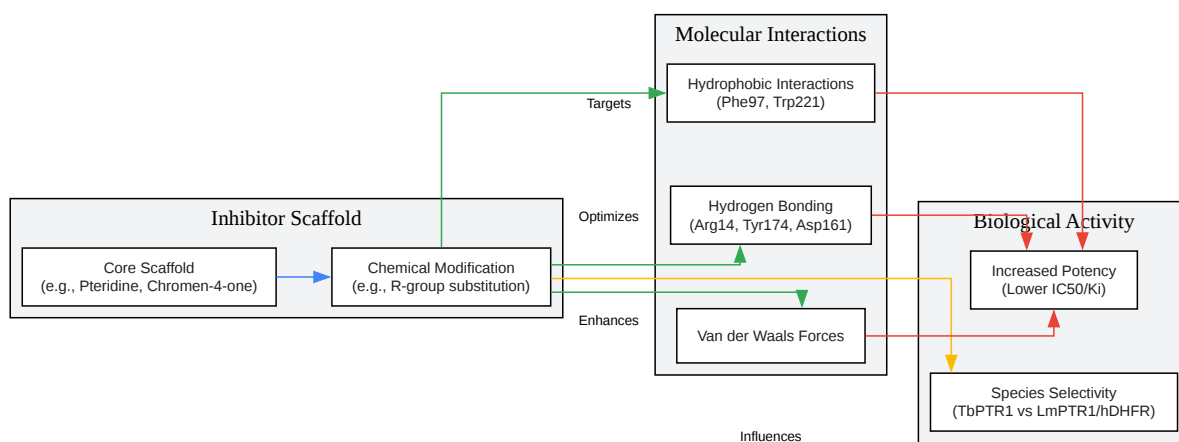 Molecular Interactions
Hydrophobic Interactions
(Phe97, Trp221)
Targets
Inhibitor Scaffold
Core Scaffold
(e.g., Pteridine, Chromen-4-one)
Chemical Modification
(e.g., R-group substitution)
Optimizes
Hydrogen Bonding
(Arg14, Tyr174, Asp161)
Biological Activity
Increased Potency
(Lower IC50/Ki)
Enhances
Van der Waals Forces
Species Selectivity
(TbPTR1 vs LmPTR1/hDHFR)
Influences